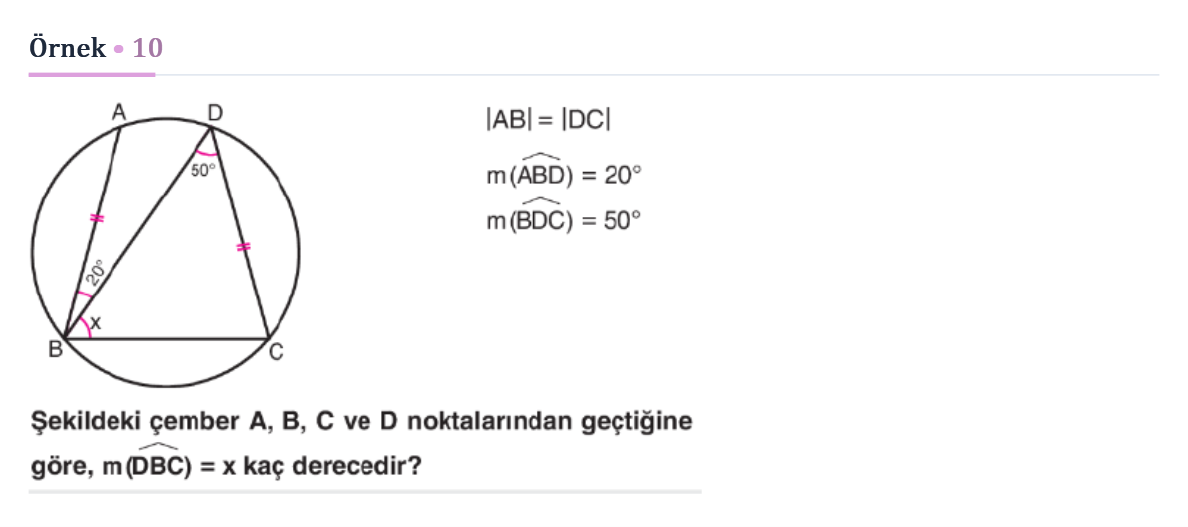 Örnek • 10
A D
50°
20°
x
B C
|AB| = |DC|
m(ABD) = 20°
m(BDC) = 50°
Şekildeki çember A, B, C ve D noktalarından geçtiğine
göre, m(DBC) = x kaç derecedir?